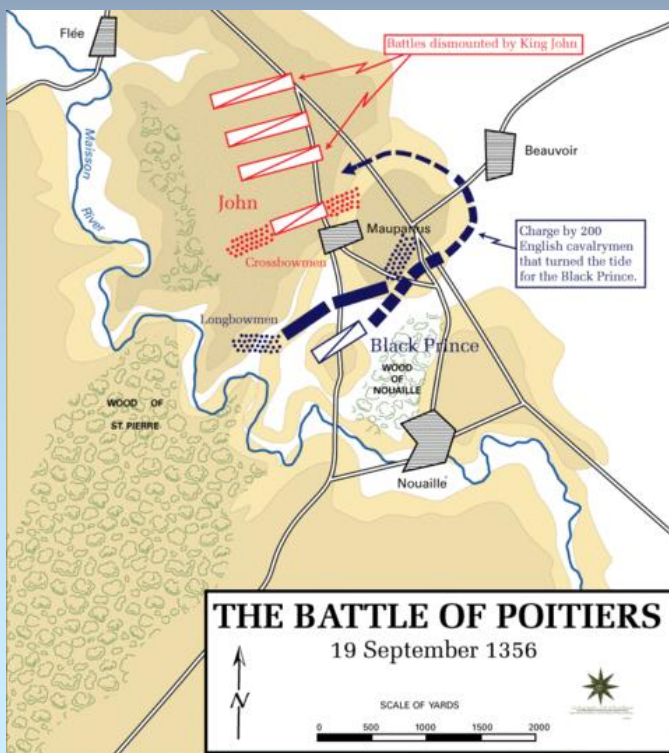 Flée
Battles dismounted by King John
Maisson
River
Beauvoir
John
Maupartus
Crossbowmen
Charge by 200
English cavalrymen
that turned the tide
for the Black Prince.
Longbowmen
Black Prince
WOOD
OF
NOUAILLE
WOOD OF
ST. PIERRE
Nouaille
THE BATTLE OF POITIERS
19 September 1356
N
SCALE OF YARDS
0 500 1000 1500 2000